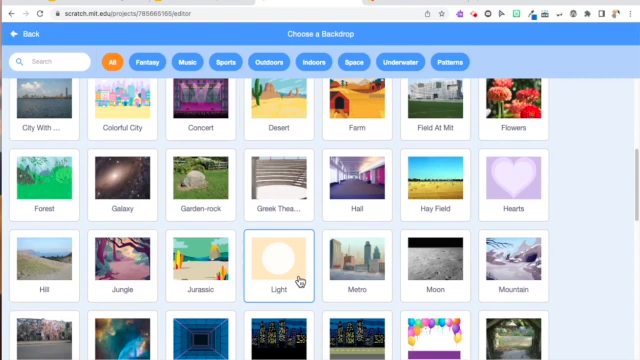 scratch.mit.edu/projects/785665165/editor
Back
Choose a Backdrop
Search
All
Fantasy
Music
Sports
Outdoors
Indoors
Space
Underwater
Patterns
City With ...
Colorful City
Concert
Desert
Farm
Field At Mit
Flowers
Forest
Galaxy
Garden-rock
Greek Thea...
Hall
Hay Field
Hearts
Hill
Jungle
Jurassic
Light
Metro
Moon
Mountain